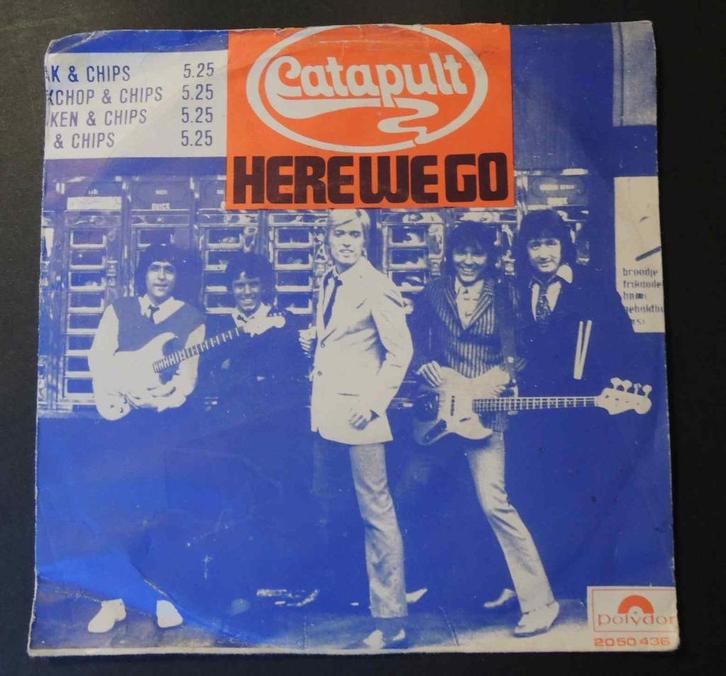 AK & CHIPS 5.25
KCHOP & CHIPS 5.25
KEN & CHIPS 5.25
& CHIPS 5.25
Catapult
HERE WE GO
broodje
polydor
2050 436